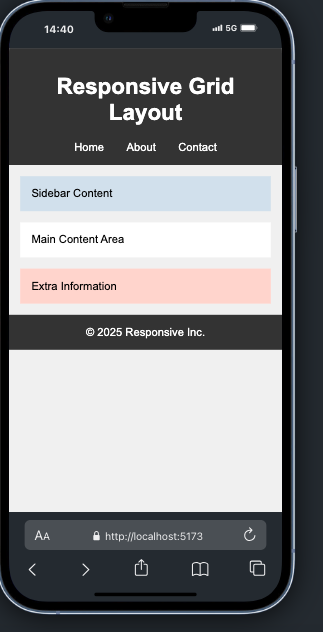 14:40
5G
Responsive Grid
Layout
Home About Contact
Sidebar Content
Main Content Area
Extra Information
© 2025 Responsive Inc.
AA http://localhost:5173